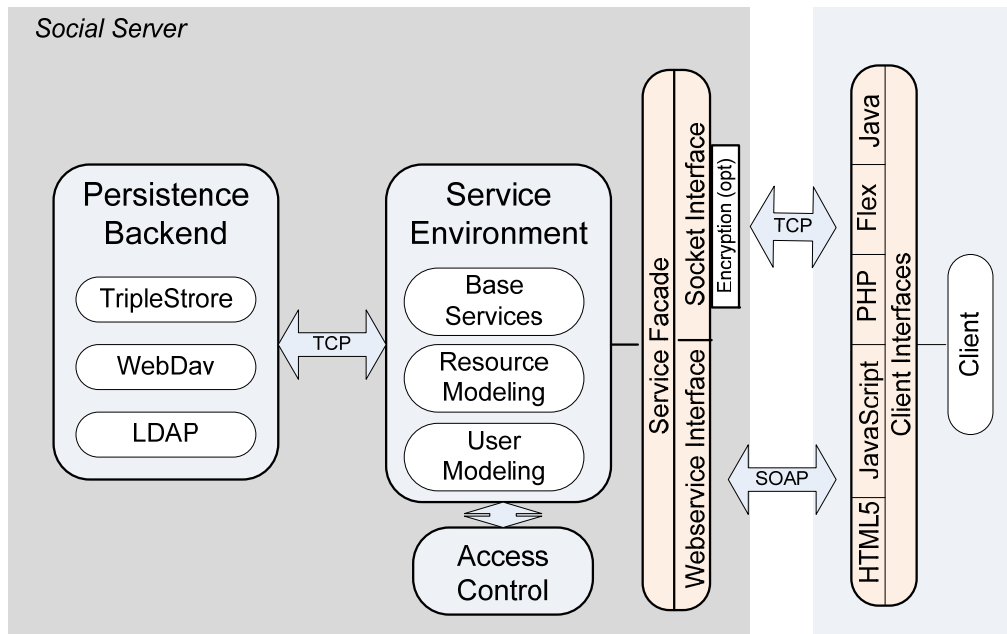 Social Server
Persistence
Backend
TripleStrore
WebDav
LDAP
TCP
Service
Environment
Base
Services
Resource
Modeling
User
Modeling
Access
Control
Service Facade
Socket Interface
Webservice Interface
Encryption (opt)
TCP
SOAP
Java
Flex
PHP
JavaScript
HTML5
Client Interfaces
Client